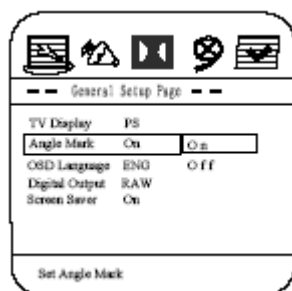 -- -- General Setup Page -- --
TV Display PS
Angle Mark On On
OSD Language ENG Off
Digital Output RAW
Screen Saver On
Set Angle Mark